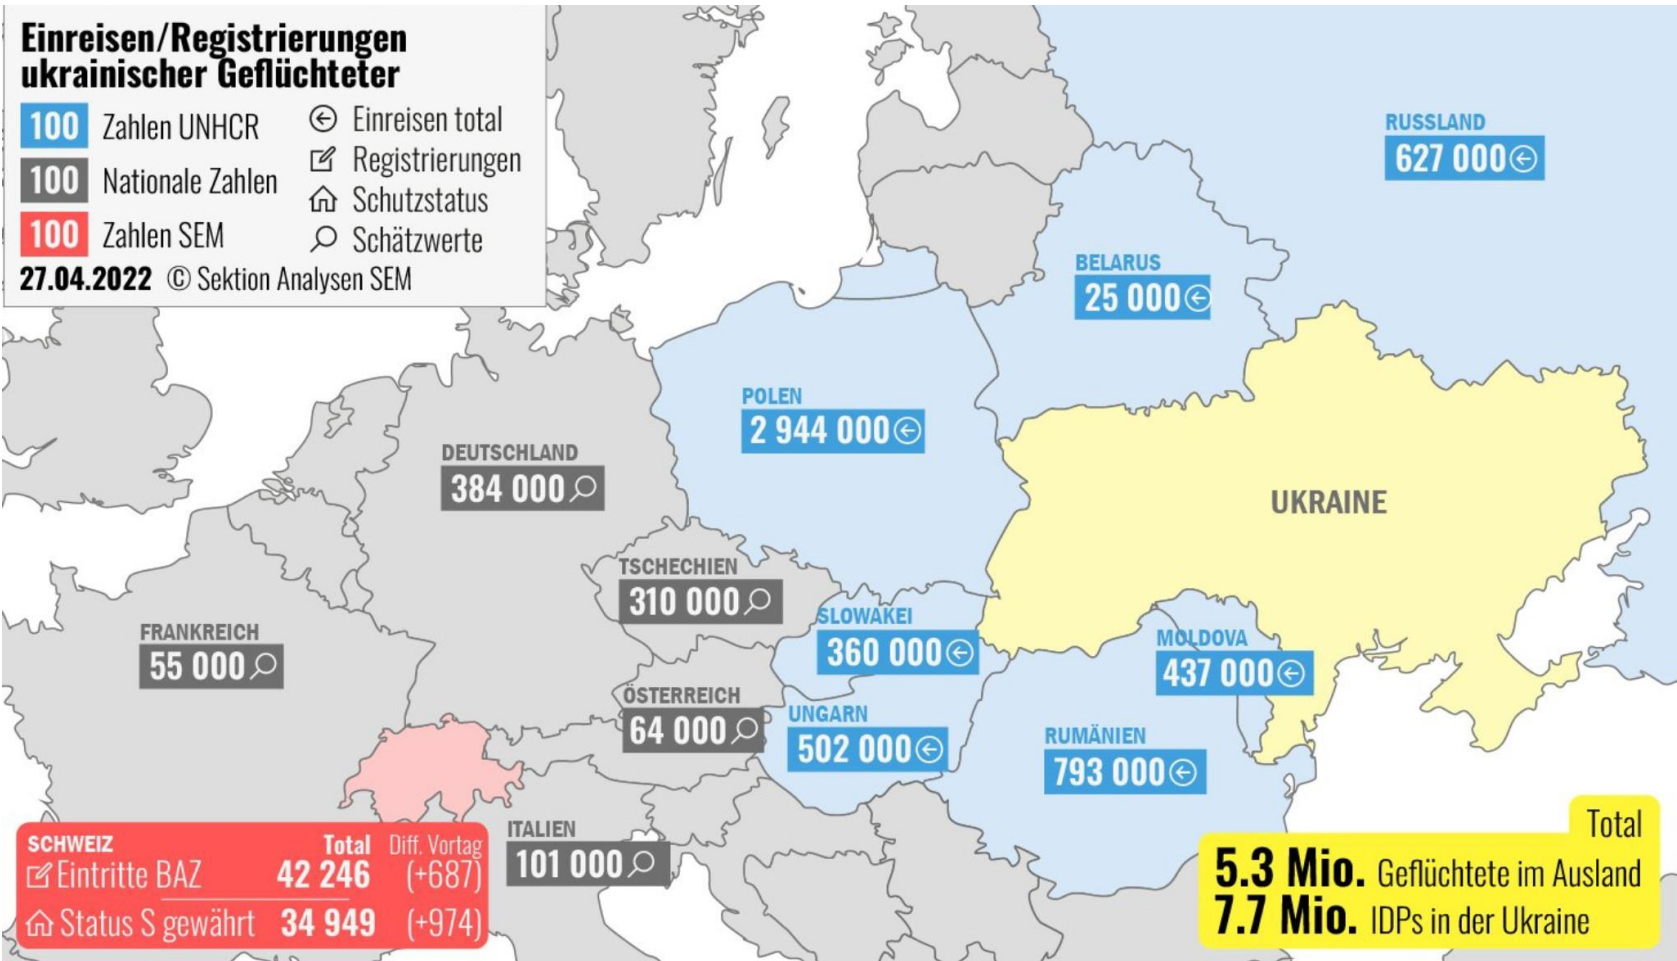 Einreisen/Registrierungen
ukrainischer Geflüchteter
100 Zahlen UNHCR
100 Nationale Zahlen
100 Zahlen SEM
Einreisen total
Registrierungen
Schutzstatus
Schätzwerte
27.04.2022 © Sektion Analysen SEM
RUSSLAND
627 000
BELARUS
25 000
POLEN
2 944 000
DEUTSCHLAND
384 000
UKRAINE
TSCHECHIEN
310 000
SLOWAKEI
360 000
MOLDOVA
437 000
FRANKREICH
55 000
ÖSTERREICH
64 000
UNGARN
502 000
RUMÄNIEN
793 000
ITALIEN
101 000
SCHWEIZ Total Diff. Vortag
Eintritte BAZ 42 246 (+687)
Status S gewährt 34 949 (+974)
Total
5.3 Mio. Geflüchtete im Ausland
7.7 Mio. IDPs in der Ukraine